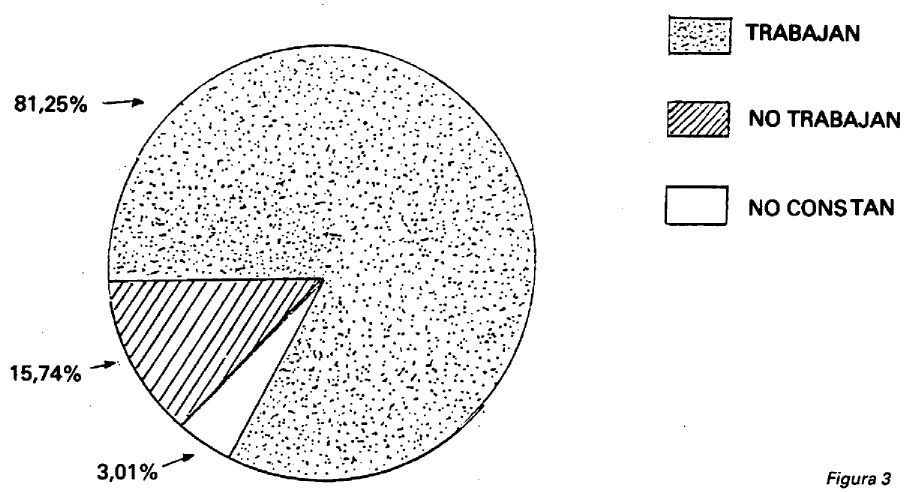 TRABAJAN
81,25%
NO TRABAJAN
NO CONSTAN
15,74%
3,01%
Figura 3